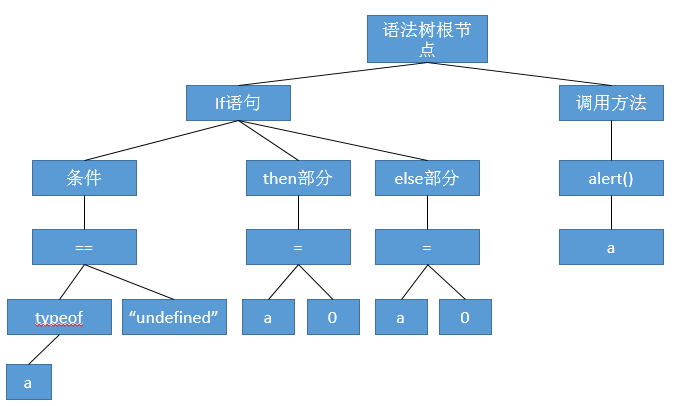 语法树根节
点
If语句
调用方法
条件
then部分
else部分
alert()
==
=
=
a
typeof
“undefined”
a
0
a
0
a